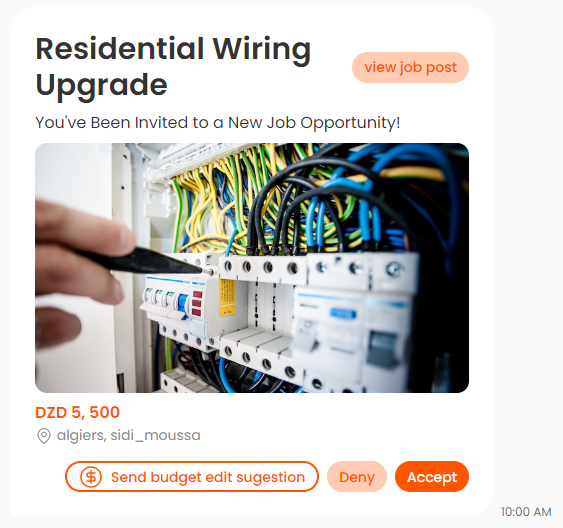 Residential Wiring
Upgrade
view job post
You've Been Invited to a New Job Opportunity!
DZD 5, 500
algiers, sidi_moussa
Send budget edit sugestion
Deny
Accept
10:00 AM